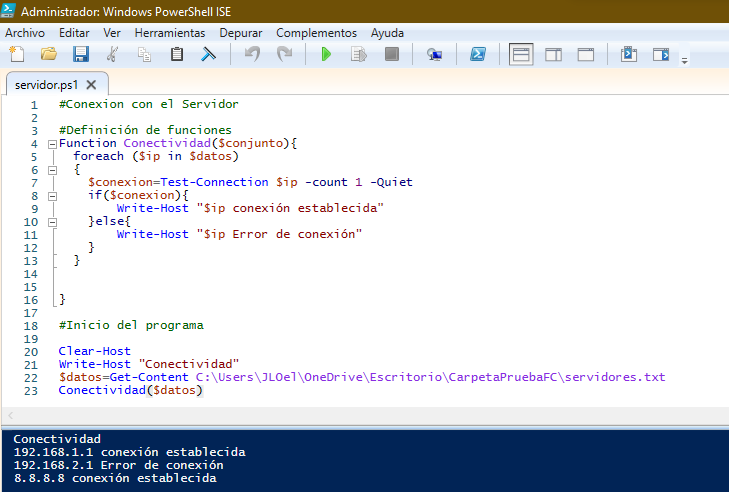 Administrador: Windows PowerShell ISE
Archivo Editar Ver Herramientas Depurar Complementos Ayuda
servidor.ps1
1 #Conexion con el Servidor
2
3 #Definición de funciones
4 Function Conectividad($conjunto){
5 foreach ($ip in $datos)
6 {
7 $conexion=Test-Connection $ip -count 1 -Quiet
8 if($conexion){
9 Write-Host "$ip conexión establecida"
10 }else{
11 Write-Host "$ip Error de conexión"
12 }
13 }
14
15
16 }
17
18 #Inicio del programa
19
20 Clear-Host
21 Write-Host "Conectividad"
22 $datos=Get-Content C:\Users\JLOel\OneDrive\Escritorio\CarpetaPruebaFC\servidores.txt
23 Conectividad($datos)
Conectividad
192.168.1.1 conexión establecida
192.168.2.1 Error de conexión
8.8.8.8 conexión establecida